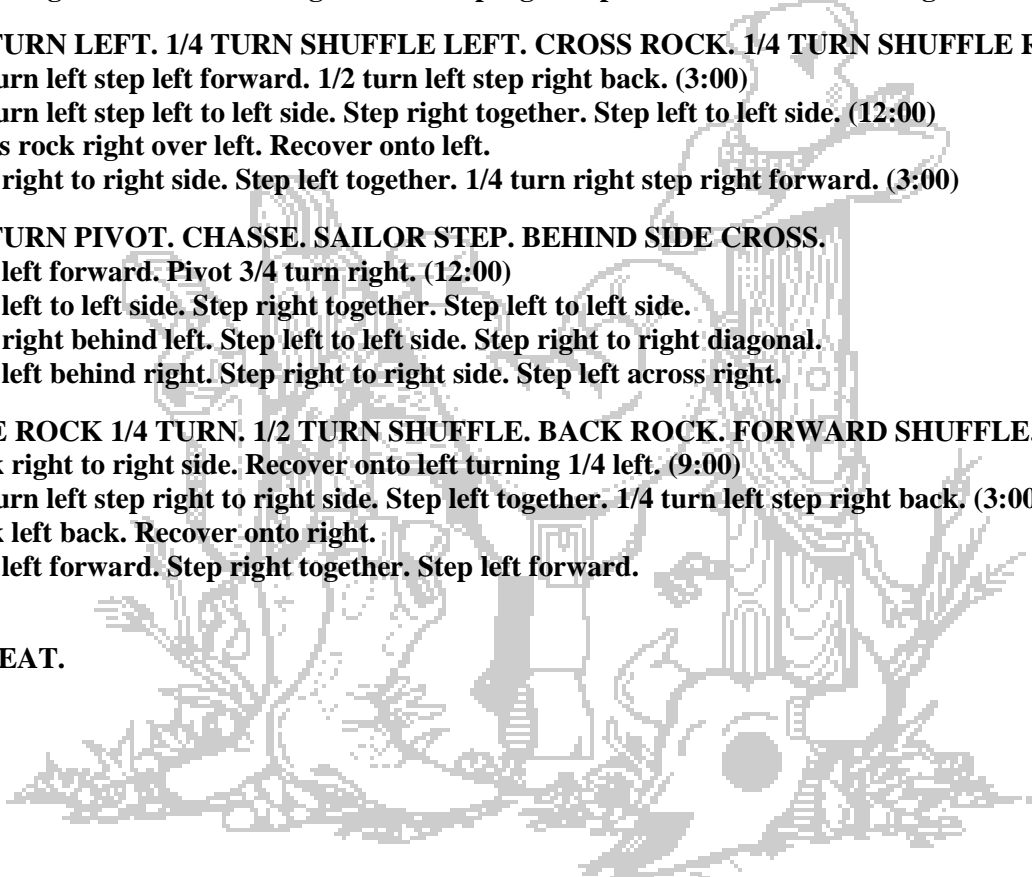 TURN LEFT. 1/4 TURN SHUFFLE LEFT. CROSS ROCK. 1/4 TURN SHUFFLE R
urn left step left forward. 1/2 turn left step right back. (3:00)
urn left step left to left side. Step right together. Step left to left side. (12:00)
s rock right over left. Recover onto left.
right to right side. Step left together. 1/4 turn right step right forward. (3:00)
TURN PIVOT. CHASSE. SAILOR STEP. BEHIND SIDE CROSS.
left forward. Pivot 3/4 turn right. (12:00)
left to left side. Step right together. Step left to left side.
right behind left. Step left to left side. Step right to right diagonal.
left behind right. Step right to right side. Step left across right.
E ROCK 1/4 TURN. 1/2 TURN SHUFFLE. BACK ROCK. FORWARD SHUFFLE.
k right to right side. Recover onto left turning 1/4 left. (9:00)
urn left step right to right side. Step left together. 1/4 turn left step right back. (3:00
k left back. Recover onto right.
left forward. Step right together. Step left forward.
EAT.